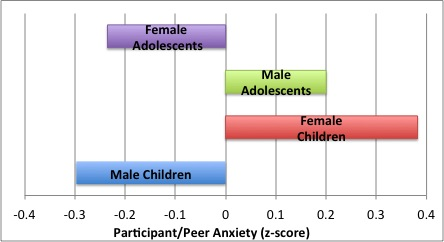 Female
Adolescents
Male
Adolescents
Female
Children
Male Children
-0.4 -0.3 -0.2 -0.1 0 0.1 0.2 0.3 0.4
Participant/Peer Anxiety (z-score)